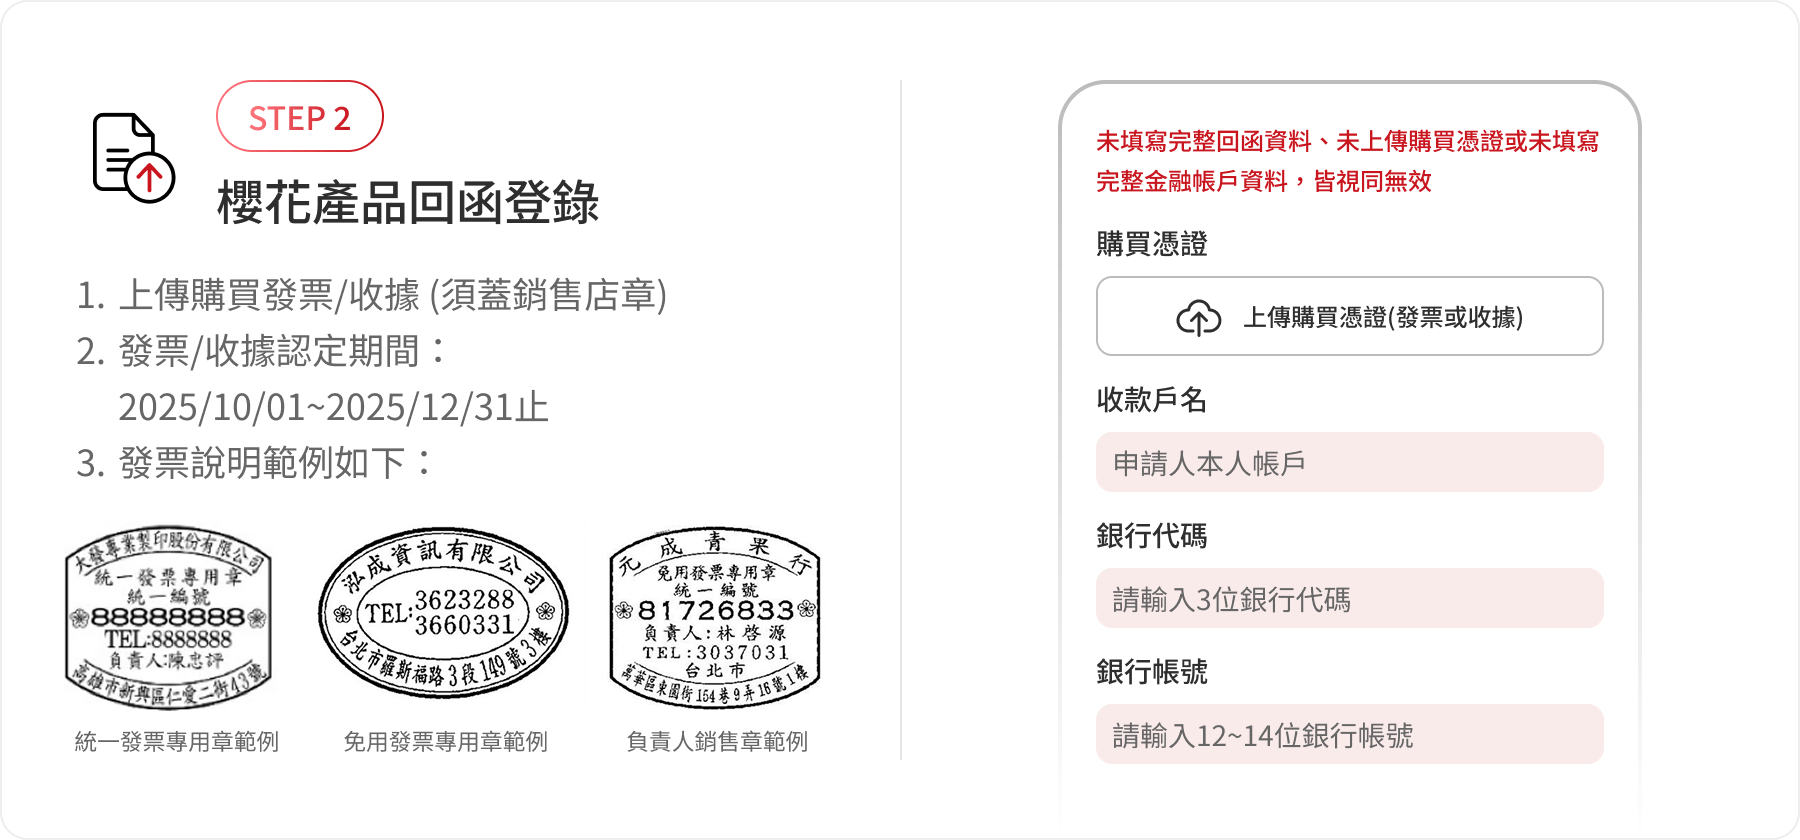 STEP 2
櫻花產品回函登錄
1. 上傳購買發票/收據 (須蓋銷售店章)
2. 發票/收據認定期間：
2025/10/01~2025/12/31止
3. 發票說明範例如下：
大發專業製印股份有限公司
統一發票專用章
統一編號
88888888
TEL:8888888
負責人:陳忠評
高雄市新興區仁愛二街43號
統一發票專用章範例
泓成資訊有限公司
TEL:3623288
3660331
台北市羅斯福路3段149號3樓
免用發票專用章範例
元成青果行
免用發票專用章
統一編號
81726833
負責人:林啓源
TEL:3037031
台北市
萬華區東園街154巷9弄16號1樓
負責人銷售章範例
未填寫完整回函資料、未上傳購買憑證或未填寫
完整金融帳戶資料，皆視同無效
購買憑證
上傳購買憑證(發票或收據)
收款戶名
申請人本人帳戶
銀行代碼
請輸入3位銀行代碼
銀行帳號
請輸入12~14位銀行帳號